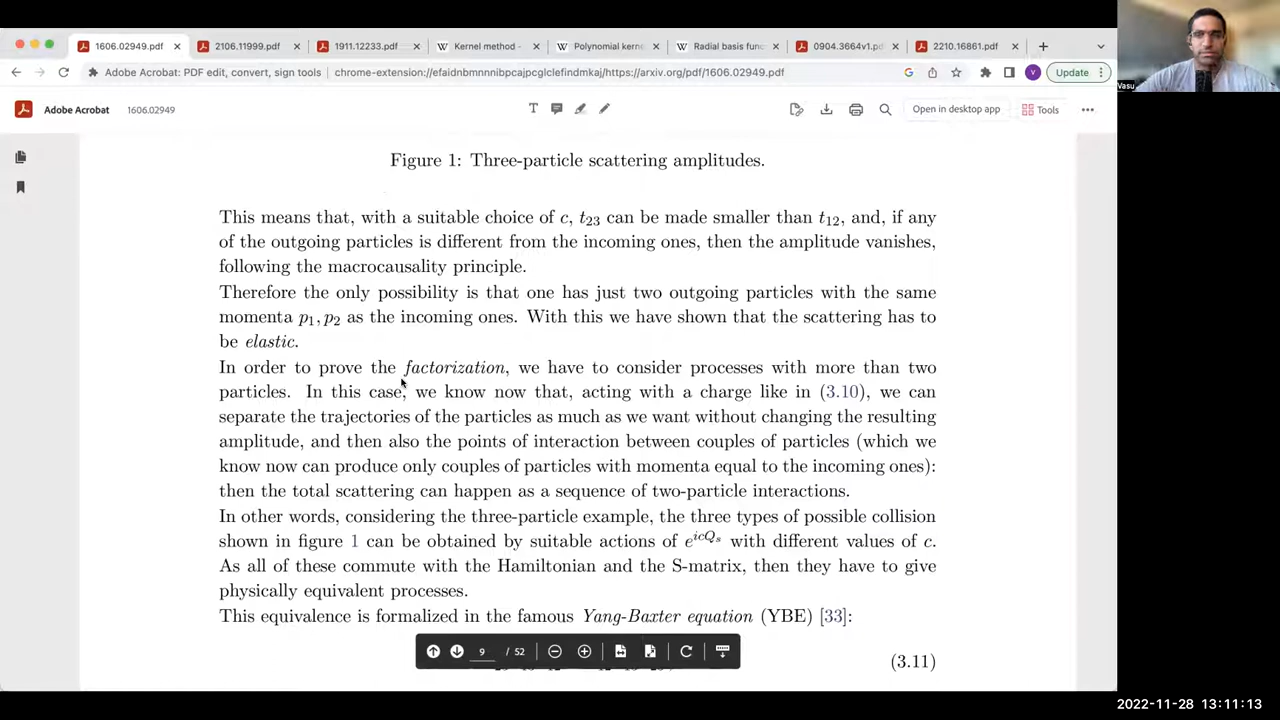 1606.02949.pdf
2106.11999.pdf
1911.12233.pdf
Kernel method -
Polynomial kerne
Radial basis func
0904.3664v1.p
2210.16861.pdf
Adobe Acrobat: PDF edit, convert, sign tools | chrome-extension://efaidnbmnnnibpcajpcglclefindmkaj/https://arxiv.org/pdf/1606.02949.pdf
V
Update
Vasu
Adobe Acrobat
1606.02949
Open in desktop app
Tools
Figure 1: Three-particle scattering amplitudes.
This means that, with a suitable choice of c, t₂₃ can be made smaller than t₁₂, and, if any
of the outgoing particles is different from the incoming ones, then the amplitude vanishes,
following the macrocausality principle.
Therefore the only possibility is that one has just two outgoing particles with the same
momenta p₁, p₂ as the incoming ones. With this we have shown that the scattering has to
be elastic.
In order to prove the factorization, we have to consider processes with more than two
particles. In this case, we know now that, acting with a charge like in (3.10), we can
separate the trajectories of the particles as much as we want without changing the resulting
amplitude, and then also the points of interaction between couples of particles (which we
know now can produce only couples of particles with momenta equal to the incoming ones):
then the total scattering can happen as a sequence of two-particle interactions.
In other words, considering the three-particle example, the three types of possible collision
shown in figure 1 can be obtained by suitable actions of e^{icQ_s} with different values of c.
As all of these commute with the Hamiltonian and the S-matrix, then they have to give
physically equivalent processes.
This equivalence is formalized in the famous Yang-Baxter equation (YBE) [33]:
9 / 52
(3.11)
2022-11-28 13:11:13